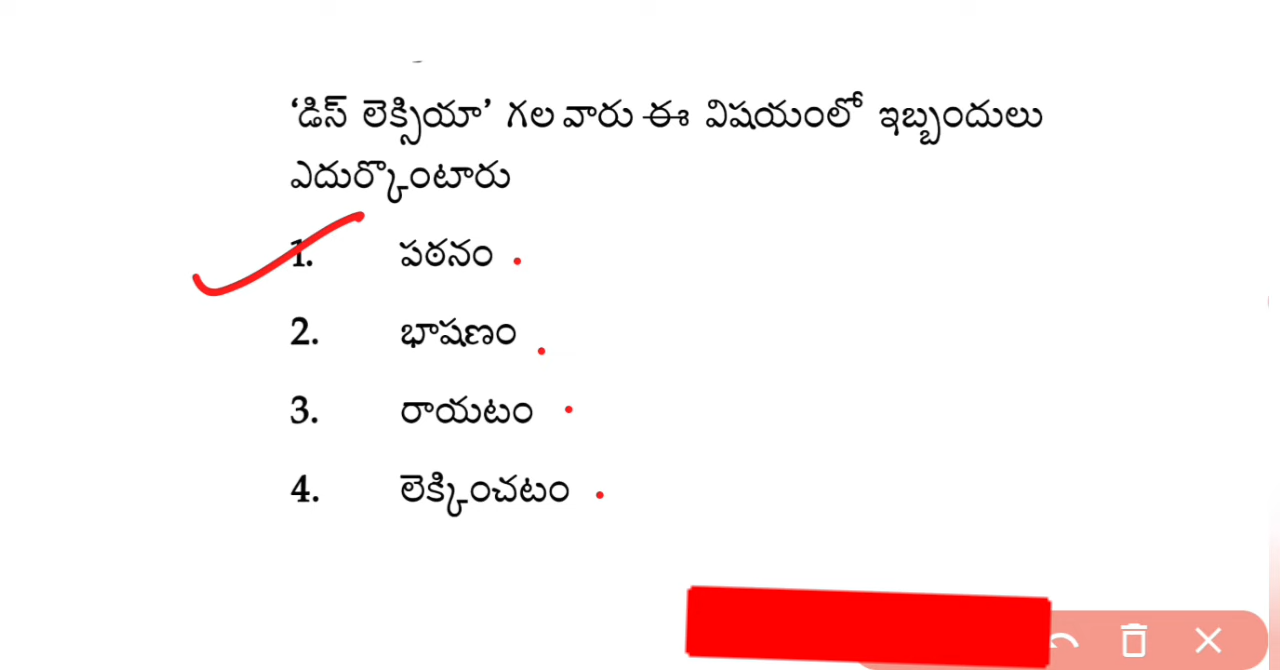 ‘డిస్ లెక్సియా’ గల వారు ఈ విషయంలో ఇబ్బందులు
ఎదుర్కొంటారు
1. పఠనం
2. భాషణం
3. రాయటం
4. లెక్కించటం